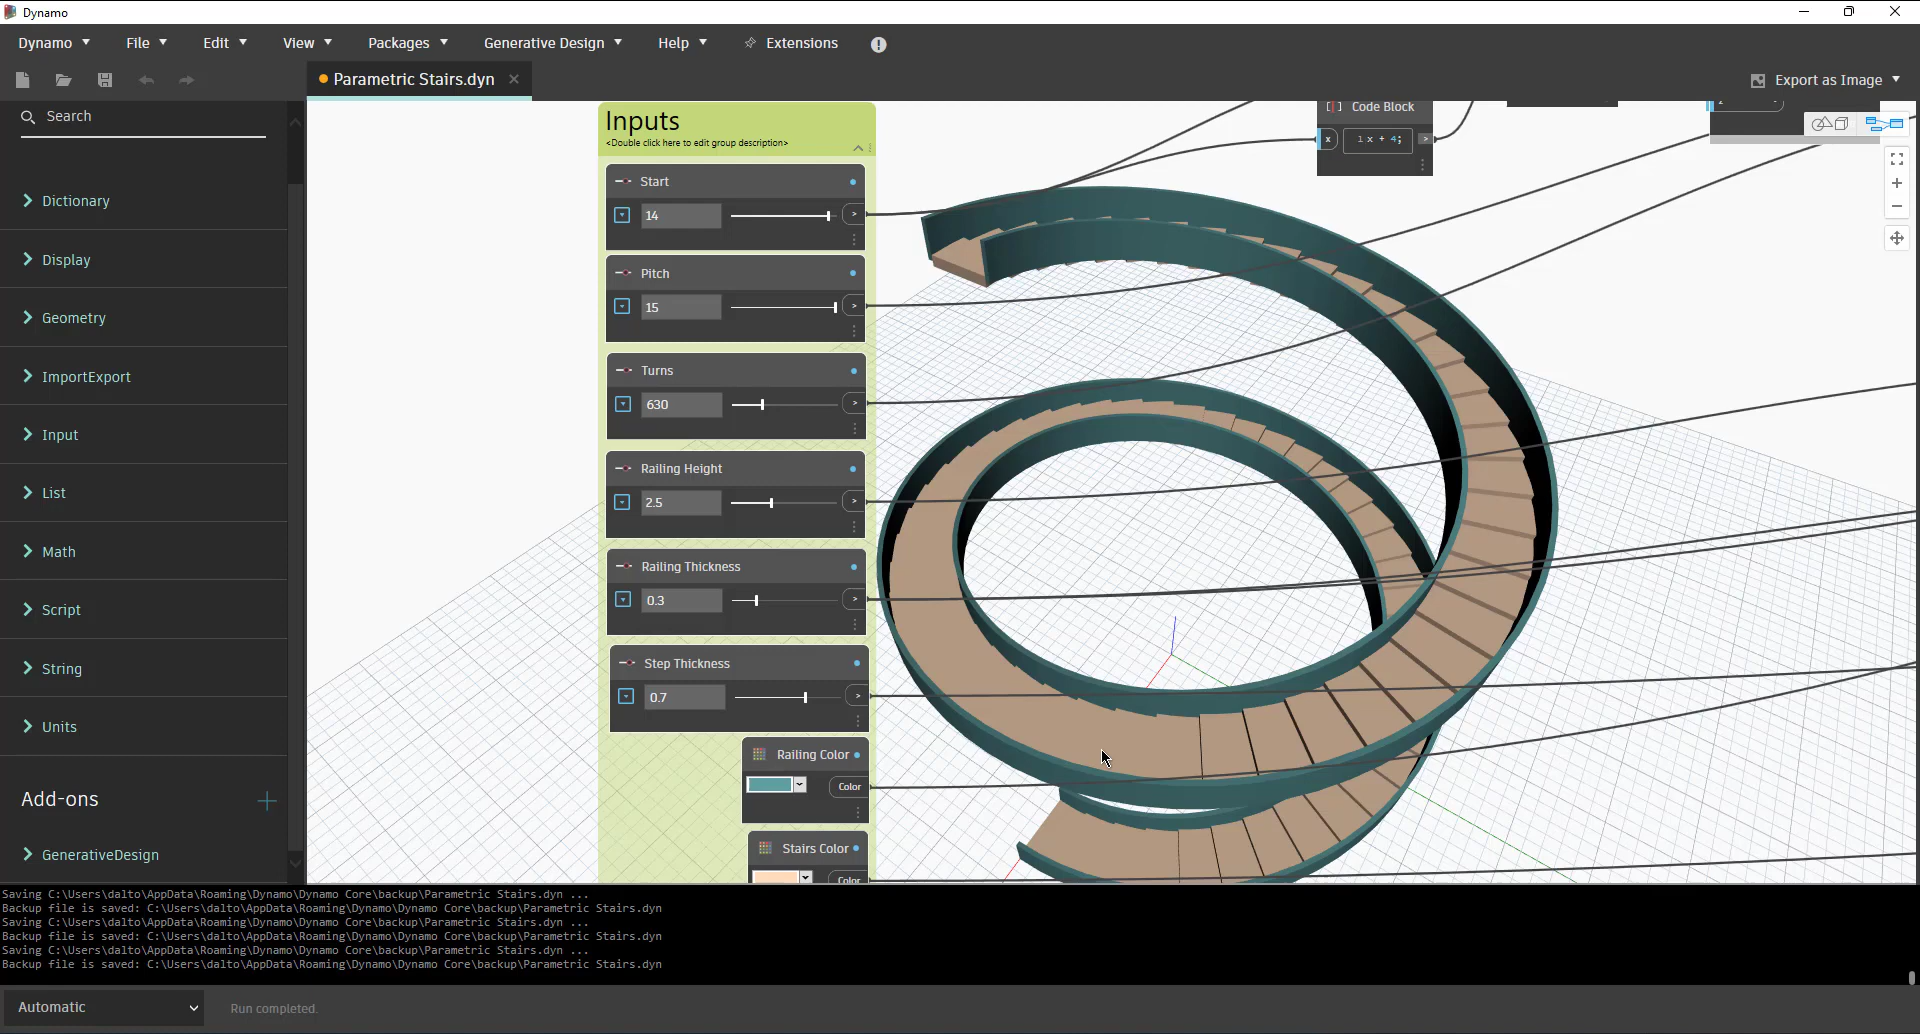 Dynamo
Dynamo File Edit View Packages Generative Design Help Extensions
Parametric Stairs.dyn
Export as Image
Search
Dictionary
Display
Geometry
ImportExport
Input
List
Math
Script
String
Units
Add-ons
GenerativeDesign
Inputs
<Double click here to edit group description>
Start
14
>
Pitch
15
>
Turns
630
>
Railing Height
2.5
>
Railing Thickness
0.3
>
Step Thickness
0.7
>
Railing Color
Color
Stairs Color
Color
Code Block
x 1 x + 4; >
Saving C:\Users\dalto\AppData\Roaming\Dynamo\Dynamo Core\backup\Parametric Stairs.dyn ...
Backup file is saved: C:\Users\dalto\AppData\Roaming\Dynamo\Dynamo Core\backup\Parametric Stairs.dyn
Saving C:\Users\dalto\AppData\Roaming\Dynamo\Dynamo Core\backup\Parametric Stairs.dyn ...
Backup file is saved: C:\Users\dalto\AppData\Roaming\Dynamo\Dynamo Core\backup\Parametric Stairs.dyn
Saving C:\Users\dalto\AppData\Roaming\Dynamo\Dynamo Core\backup\Parametric Stairs.dyn ...
Backup file is saved: C:\Users\dalto\AppData\Roaming\Dynamo\Dynamo Core\backup\Parametric Stairs.dyn
Automatic
Run completed.